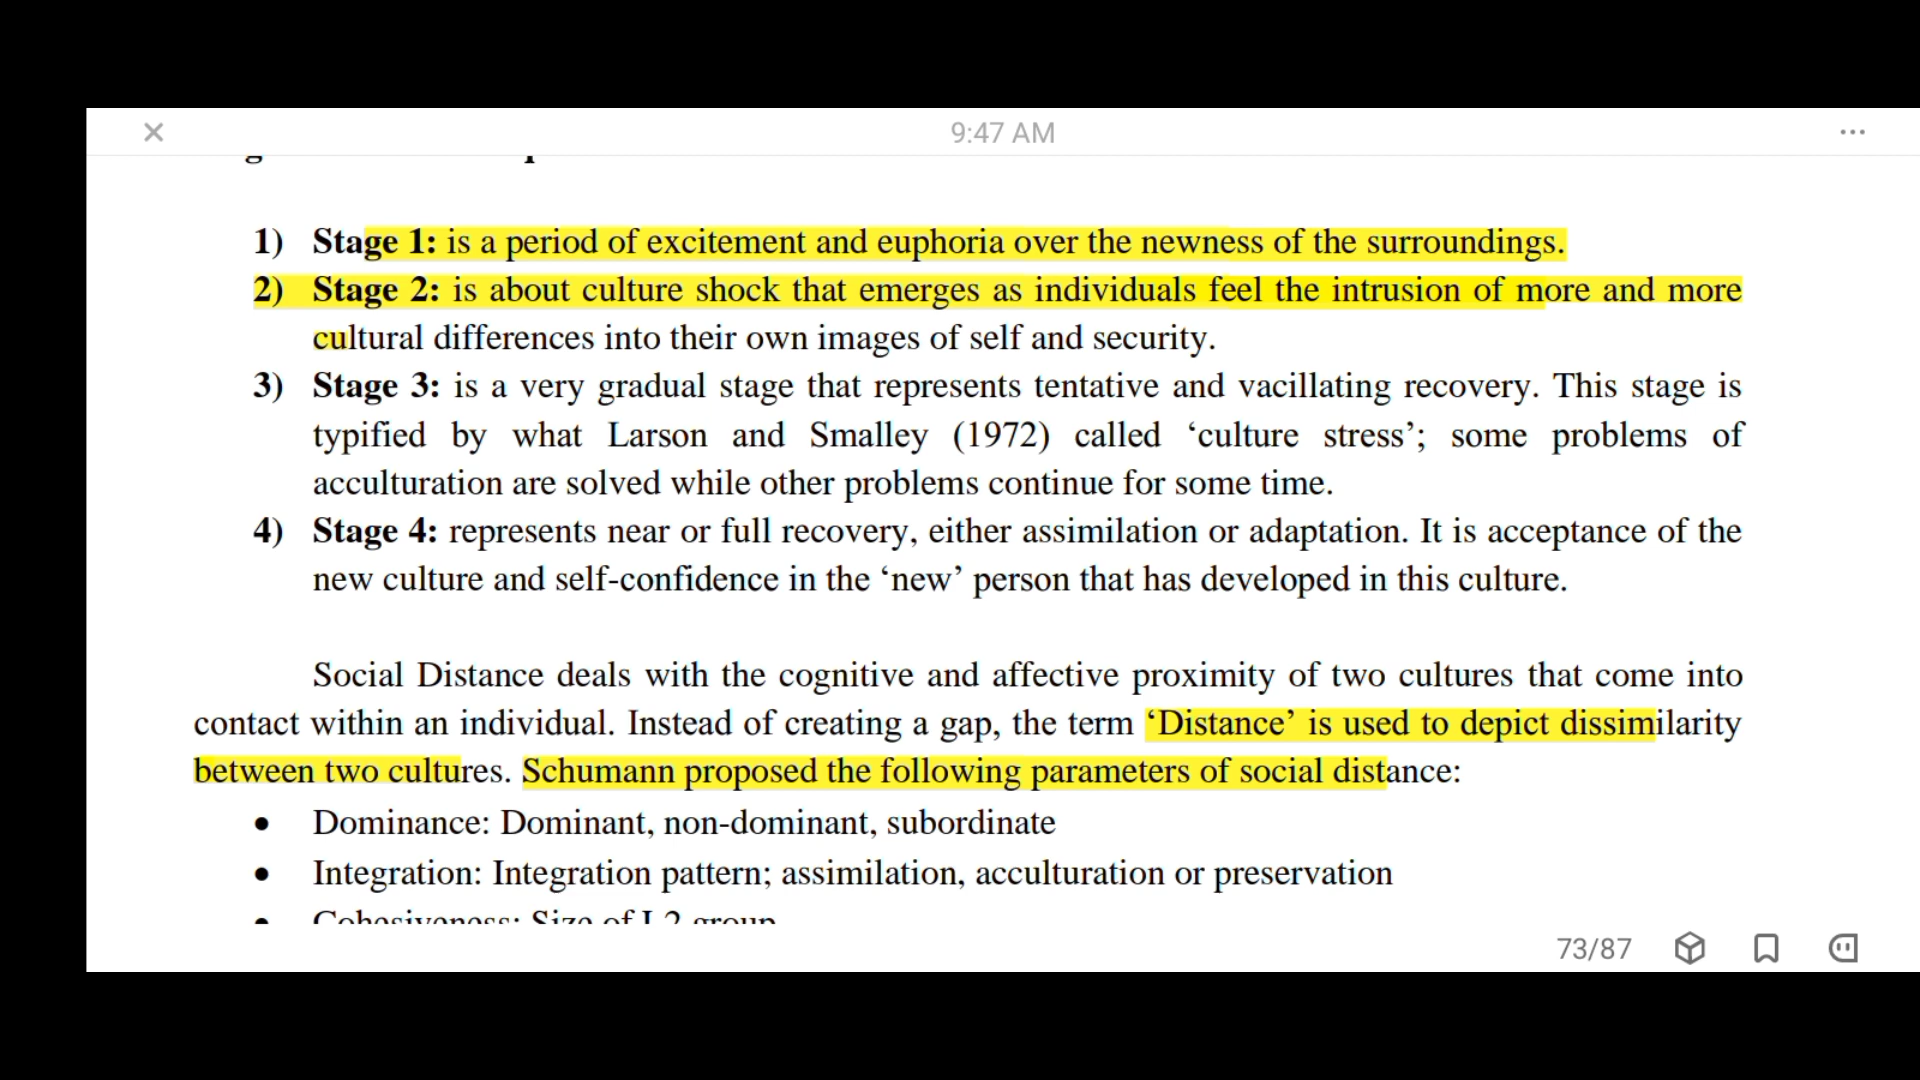 9:47 AM
1) Stage 1: is a period of excitement and euphoria over the newness of the surroundings.
2) Stage 2: is about culture shock that emerges as individuals feel the intrusion of more and more
cultural differences into their own images of self and security.
3) Stage 3: is a very gradual stage that represents tentative and vacillating recovery. This stage is
typified by what Larson and Smalley (1972) called ‘culture stress’; some problems of
acculturation are solved while other problems continue for some time.
4) Stage 4: represents near or full recovery, either assimilation or adaptation. It is acceptance of the
new culture and self-confidence in the ‘new’ person that has developed in this culture.
Social Distance deals with the cognitive and affective proximity of two cultures that come into
contact within an individual. Instead of creating a gap, the term ‘Distance’ is used to depict dissimilarity
between two cultures. Schumann proposed the following parameters of social distance:
• Dominance: Dominant, non-dominant, subordinate
• Integration: Integration pattern; assimilation, acculturation or preservation
• Cohesiveness: Size of L2 group
73/87